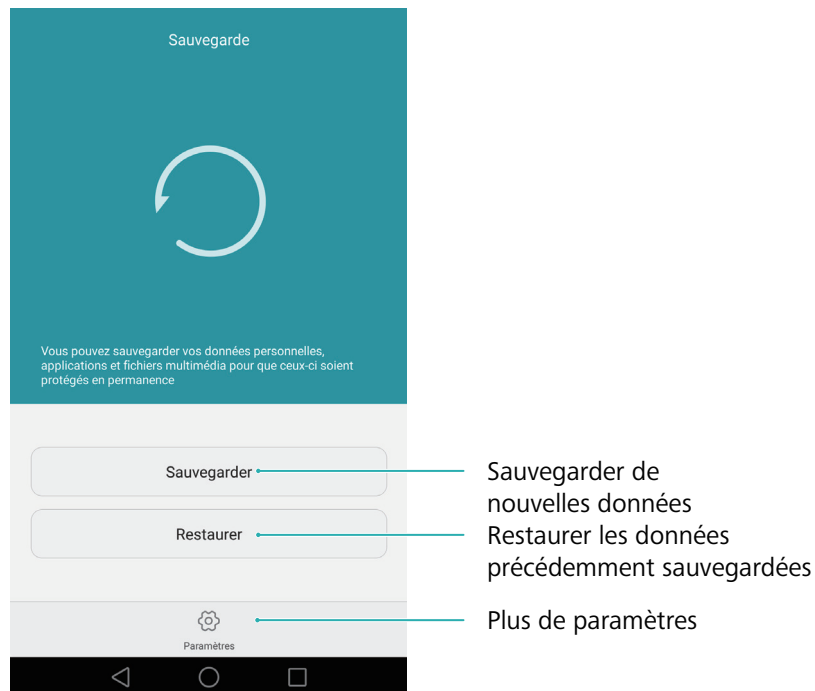 Sauvegarde
Vous pouvez sauvegarder vos données personnelles,
applications et fichiers multimédia pour que ceux-ci soient
protégés en permanence
Sauvegarder
Sauvegarder de
nouvelles données
Restaurer
Restaurer les données
précédemment sauvegardées
Paramètres
Plus de paramètres